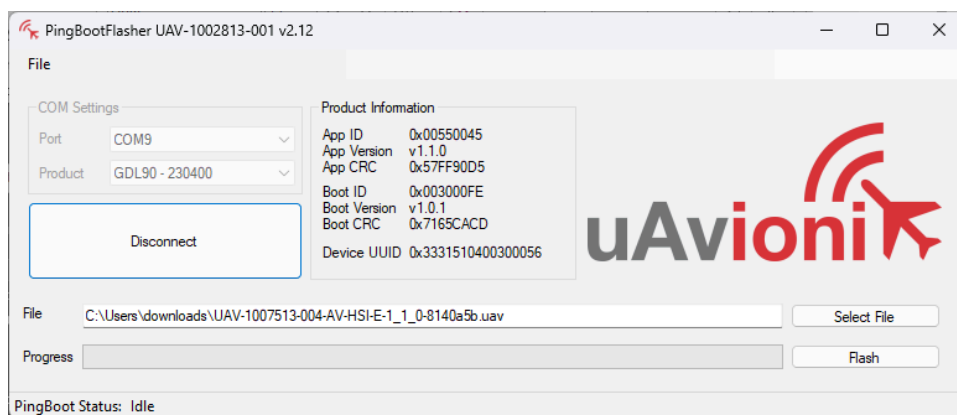 PingBootFlasher UAV-1002813-001 v2.12
File
COM Settings
Port COM9
Product GDL90 - 230400
Disconnect
Product Information
App ID 0x00550045
App Version v1.1.0
App CRC 0x57FF90D5
Boot ID 0x003000FE
Boot Version v1.0.1
Boot CRC 0x7165CACD
Device UUID 0x3331510400300056
uAvionix
File C:\Users\downloads\UAV-1007513-004-AV-HSI-E-1_1_0-8140a5b.uav Select File
Progress Flash
PingBoot Status: Idle